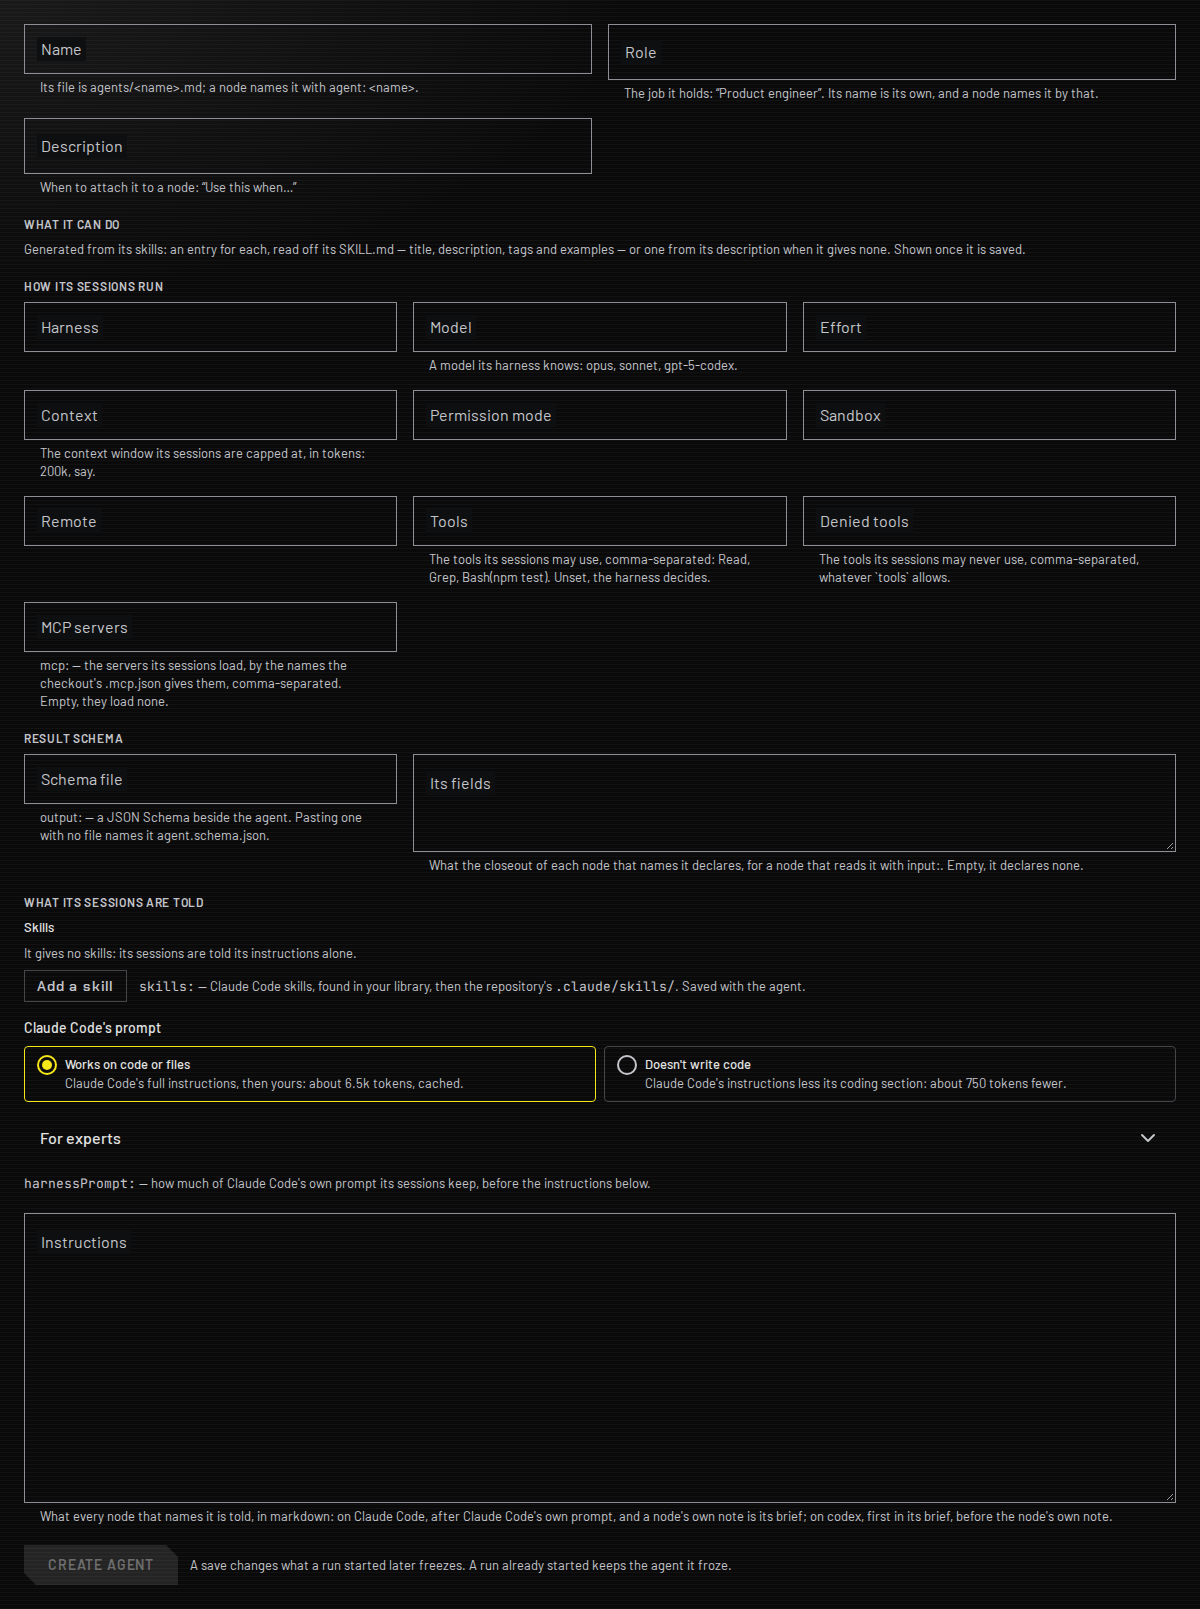 Name
Role
Its file is agents/<name>.md; a node names it with agent: <name>.
The job it holds: “Product engineer”. Its name is its own, and a node names it by that.
Description
When to attach it to a node: “Use this when…”
WHAT IT CAN DO
Generated from its skills: an entry for each, read off its SKILL.md — title, description, tags and examples — or one from its description when it gives none. Shown once it is saved.
HOW ITS SESSIONS RUN
Harness
Model
Effort
A model its harness knows: opus, sonnet, gpt-5-codex.
Context
Permission mode
Sandbox
The context window its sessions are capped at, in tokens:
200k, say.
Remote
Tools
Denied tools
The tools its sessions may use, comma-separated: Read,
Grep, Bash(npm test). Unset, the harness decides.
The tools its sessions may never use, comma-separated,
whatever `tools` allows.
MCP servers
mcp: — the servers its sessions load, by the names the
checkout's .mcp.json gives them, comma-separated.
Empty, they load none.
RESULT SCHEMA
Schema file
Its fields
output: — a JSON Schema beside the agent. Pasting one
with no file names it agent.schema.json.
What the closeout of each node that names it declares, for a node that reads it with input:. Empty, it declares none.
WHAT ITS SESSIONS ARE TOLD
Skills
It gives no skills: its sessions are told its instructions alone.
Add a skill
skills: — Claude Code skills, found in your library, then the repository's .claude/skills/. Saved with the agent.
Claude Code's prompt
Works on code or files
Claude Code's full instructions, then yours: about 6.5k tokens, cached.
Doesn't write code
Claude Code's instructions less its coding section: about 750 tokens fewer.
For experts
harnessPrompt: — how much of Claude Code's own prompt its sessions keep, before the instructions below.
Instructions
What every node that names it is told, in markdown: on Claude Code, after Claude Code's own prompt, and a node's own note is its brief; on codex, first in its brief, before the node's own note.
CREATE AGENT
A save changes what a run started later freezes. A run already started keeps the agent it froze.